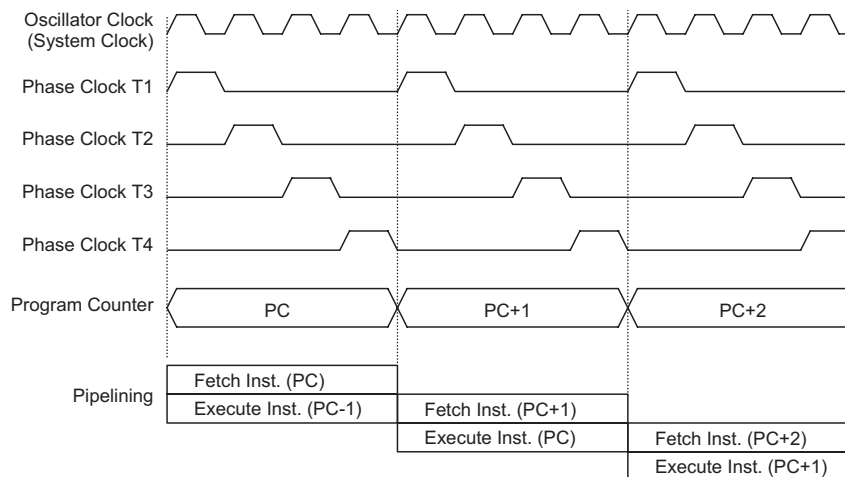 Oscillator Clock
(System Clock)
Phase Clock T1
Phase Clock T2
Phase Clock T3
Phase Clock T4
Program Counter
PC
PC+1
PC+2
Pipelining
Fetch Inst. (PC)
Execute Inst. (PC-1)
Fetch Inst. (PC+1)
Execute Inst. (PC)
Fetch Inst. (PC+2)
Execute Inst. (PC+1)